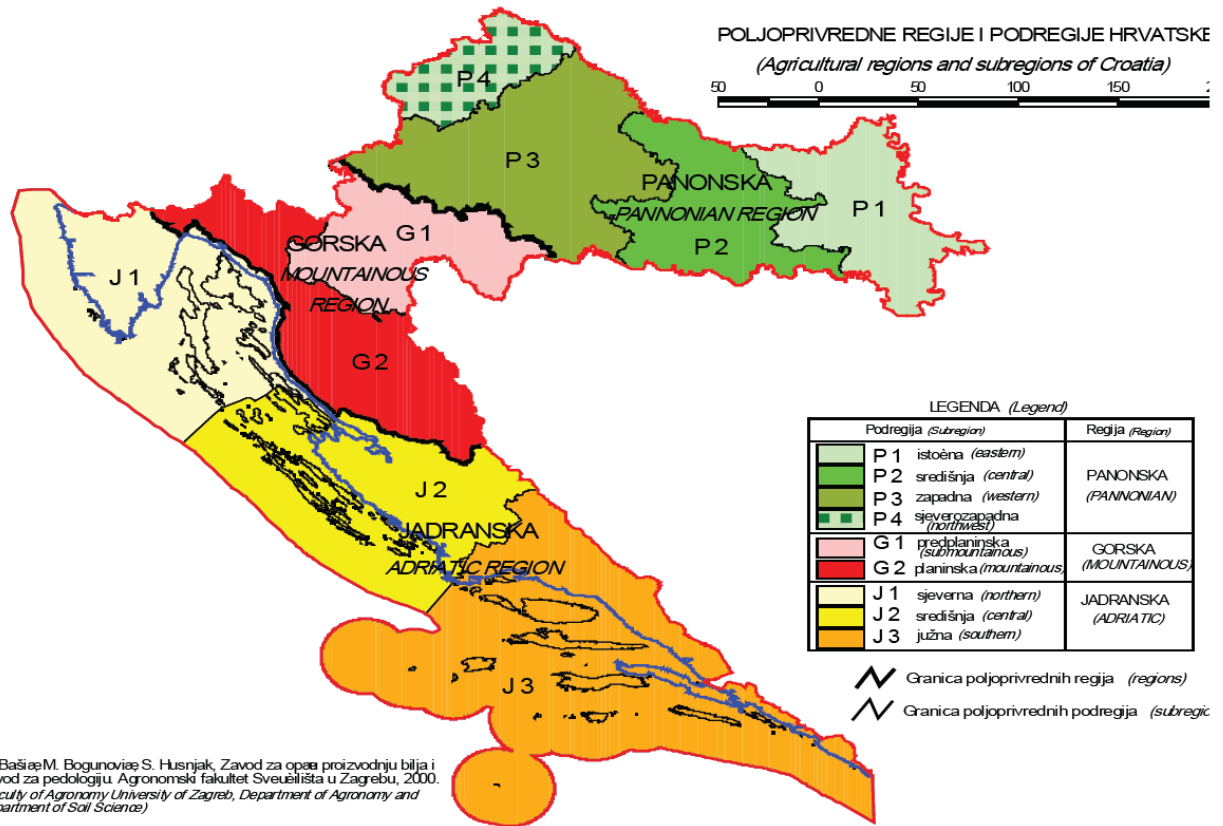 POLJOPRIVREDNE REGIJE I PODREGIJE HRVATSKE
(Agricultural regions and subregions of Croatia)
50 0 50 100 150
P4
P3
PANONSKA
PANNONIAN REGION
P1
P2
G1
GORSKA
MOUNTAINOUS
REGION
J1
G2
J2
JADRANSKA
ADRIATIC REGION
J3
LEGENDA (Legend)
Podregija (Subregion) Regija (Region)
P1 istoèna (eastern)
P2 središnja (central)
P3 zapadna (western)
P4 sjeverozapadna
(northwest)
PANONSKA
(PANNONIAN)
G1 predplaninska
(submountainous)
G2 planinska (mountainous)
GORSKA
(MOUNTAINOUS)
J1 sjeverna (northern)
J2 središnja (central)
J3 južna (southern)
JADRANSKA
(ADRIATIC)
Granica poljoprivrednih regija (regions)
Granica poljoprivrednih podregija (subregio
Bašiæ, M. Bogunoviæ, S. Husnjak, Zavod za opæu proizvodnju bilja i
vod za pedologiju. Agronomski fakultet Sveuèilišta u Zagrebu, 2000.
culty of Agronomy University of Zagreb, Department of Agronomy and
partment of Soil Science)